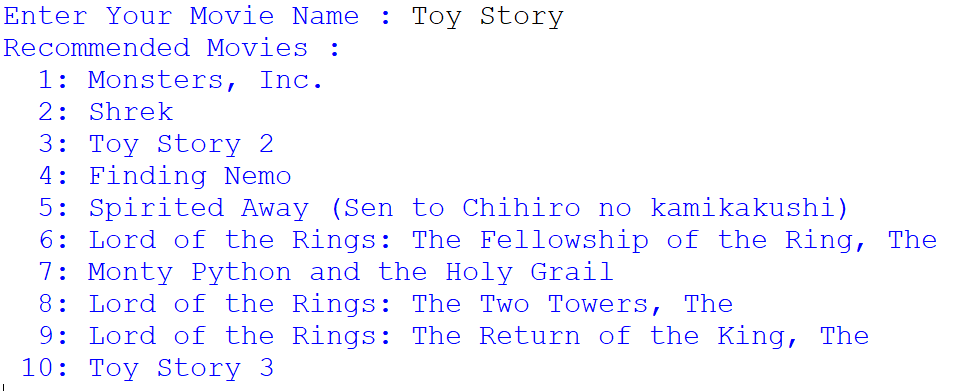 Enter Your Movie Name : Toy Story
Recommended Movies :
1: Monsters, Inc.
2: Shrek
3: Toy Story 2
4: Finding Nemo
5: Spirited Away (Sen to Chihiro no kamikakushi)
6: Lord of the Rings: The Fellowship of the Ring, The
7: Monty Python and the Holy Grail
8: Lord of the Rings: The Two Towers, The
9: Lord of the Rings: The Return of the King, The
10: Toy Story 3